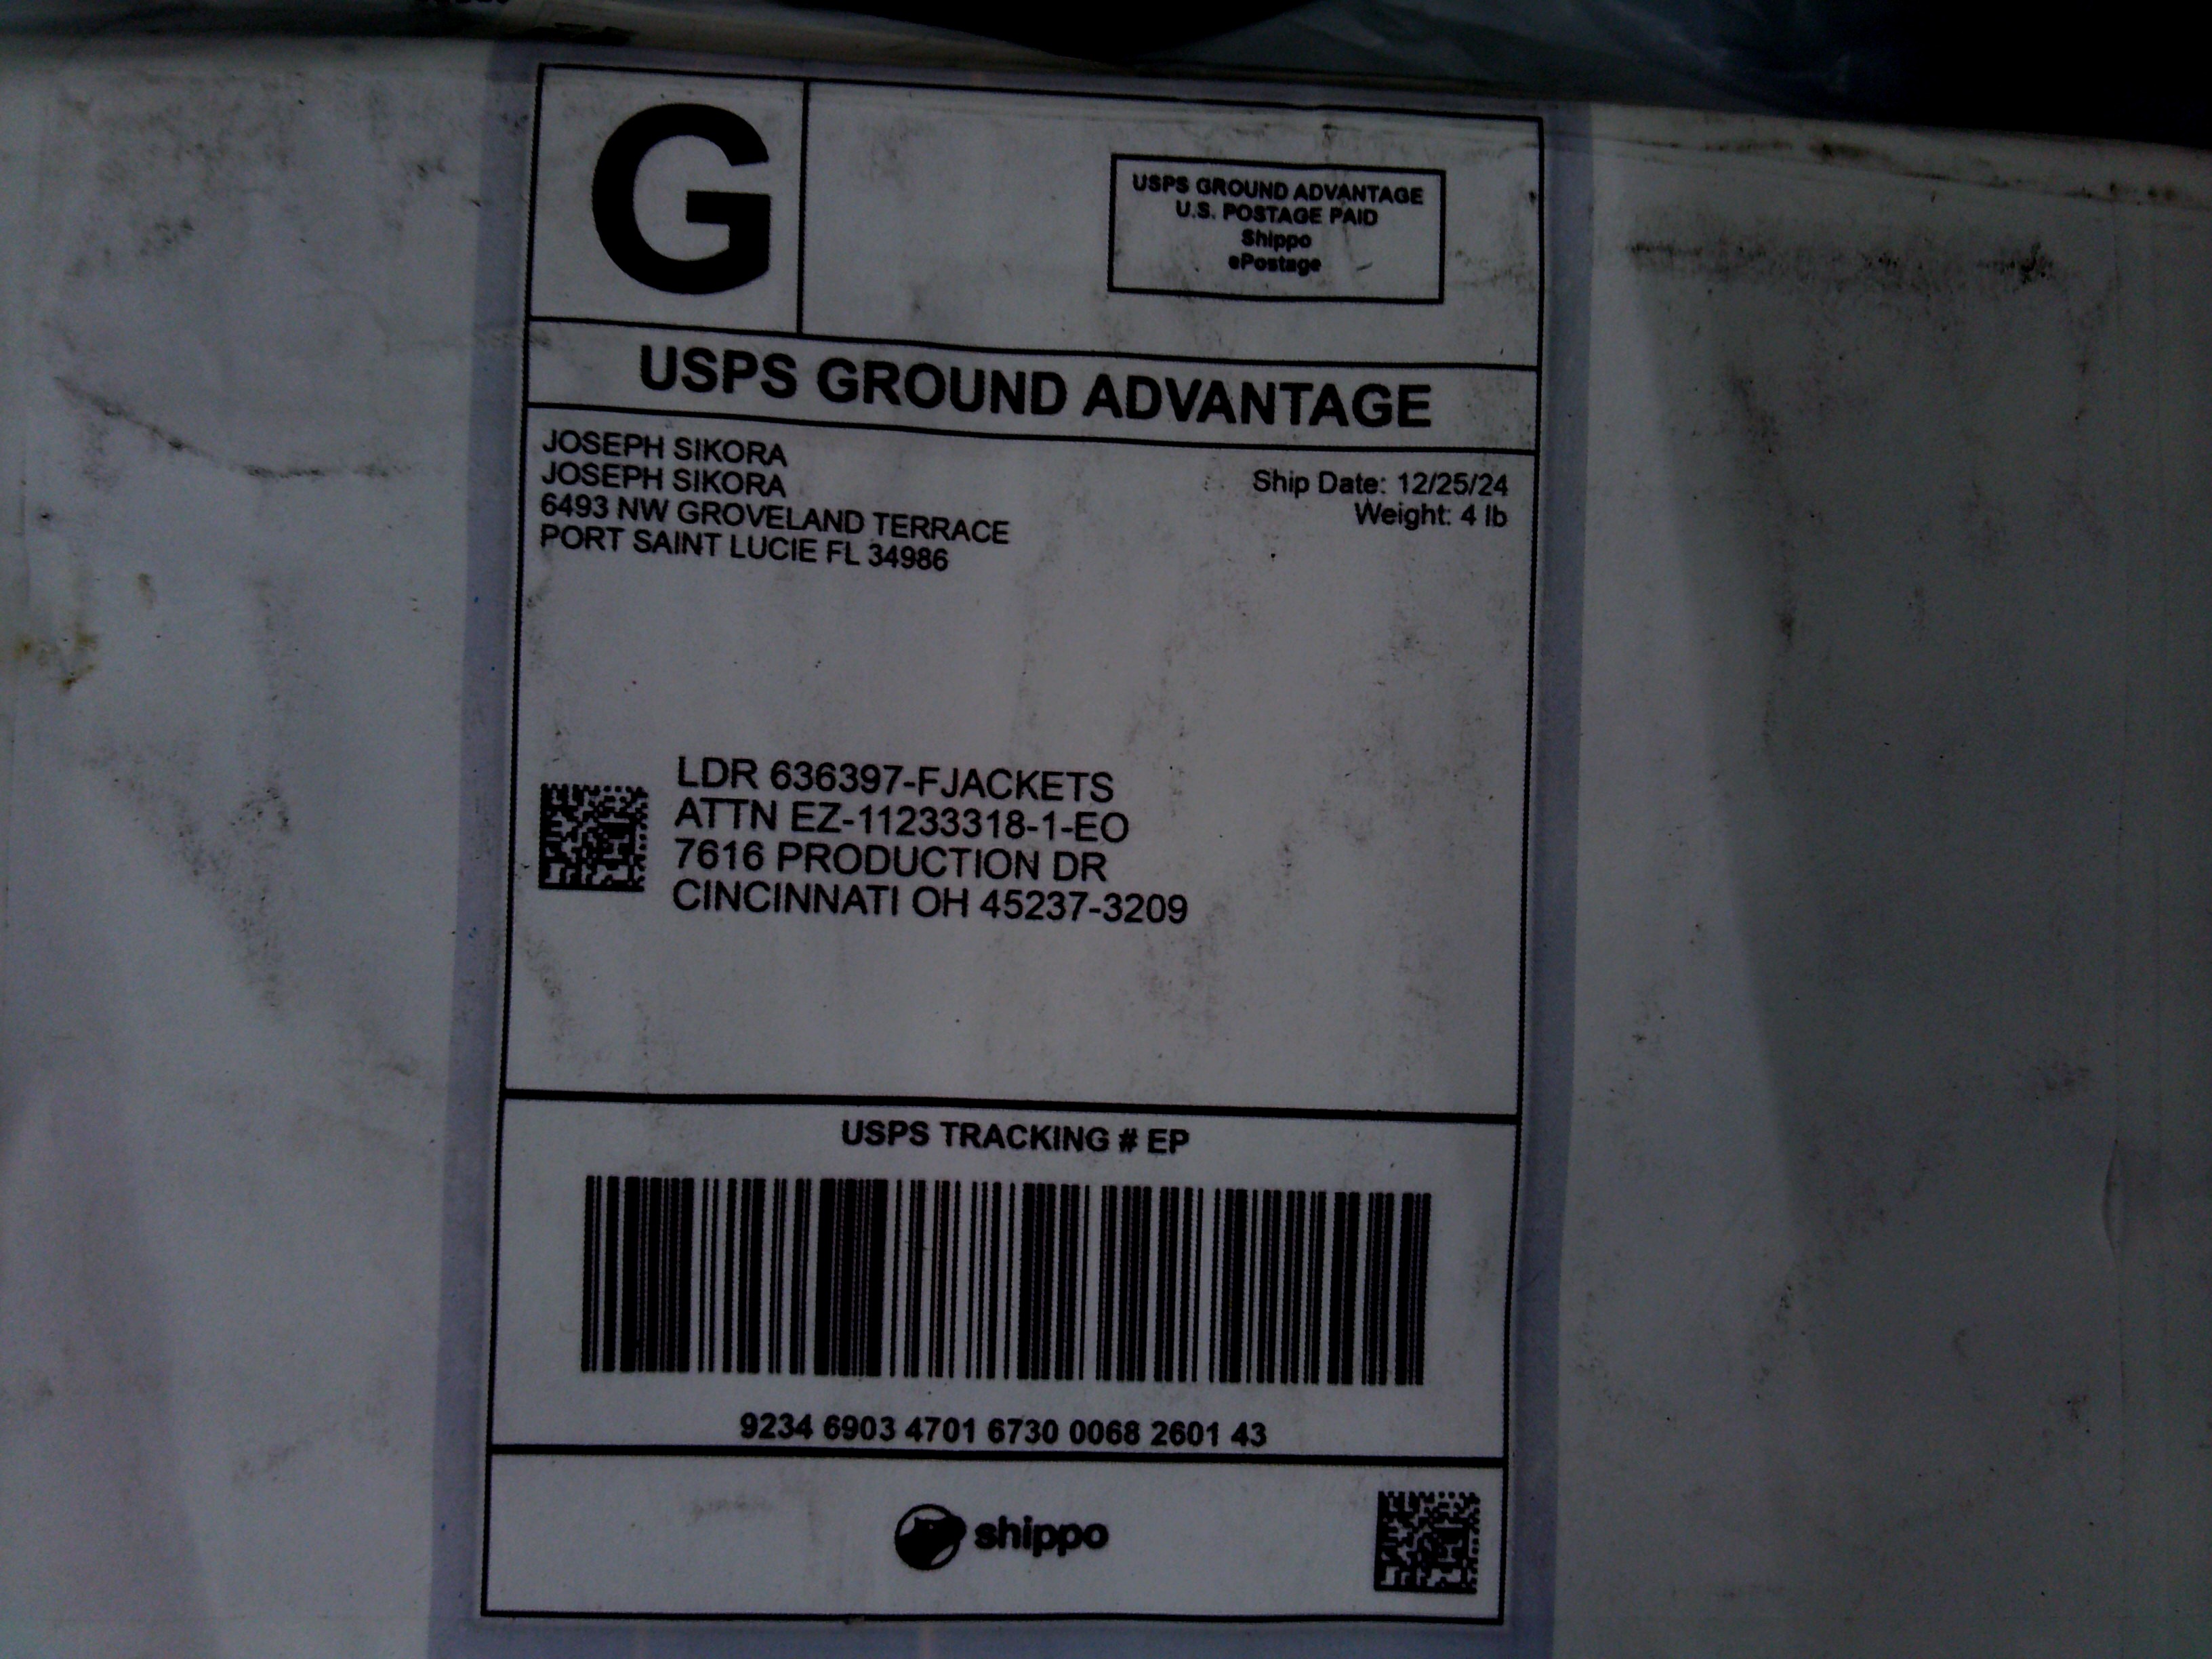 G
USPS GROUND ADVANTAGE
U.S. POSTAGE PAID
Shippo
ePostage
USPS GROUND ADVANTAGE
JOSEPH SIKORA
JOSEPH SIKORA
6493 NW GROVELAND TERRACE
PORT SAINT LUCIE FL 34986
Ship Date: 12/25/24
Weight: 4 lb
LDR 636397-FJACKETS
ATTN EZ-11233318-1-EO
7616 PRODUCTION DR
CINCINNATI OH 45237-3209
USPS TRACKING # EP
9234 6903 4701 6730 0068 2601 43
shippo